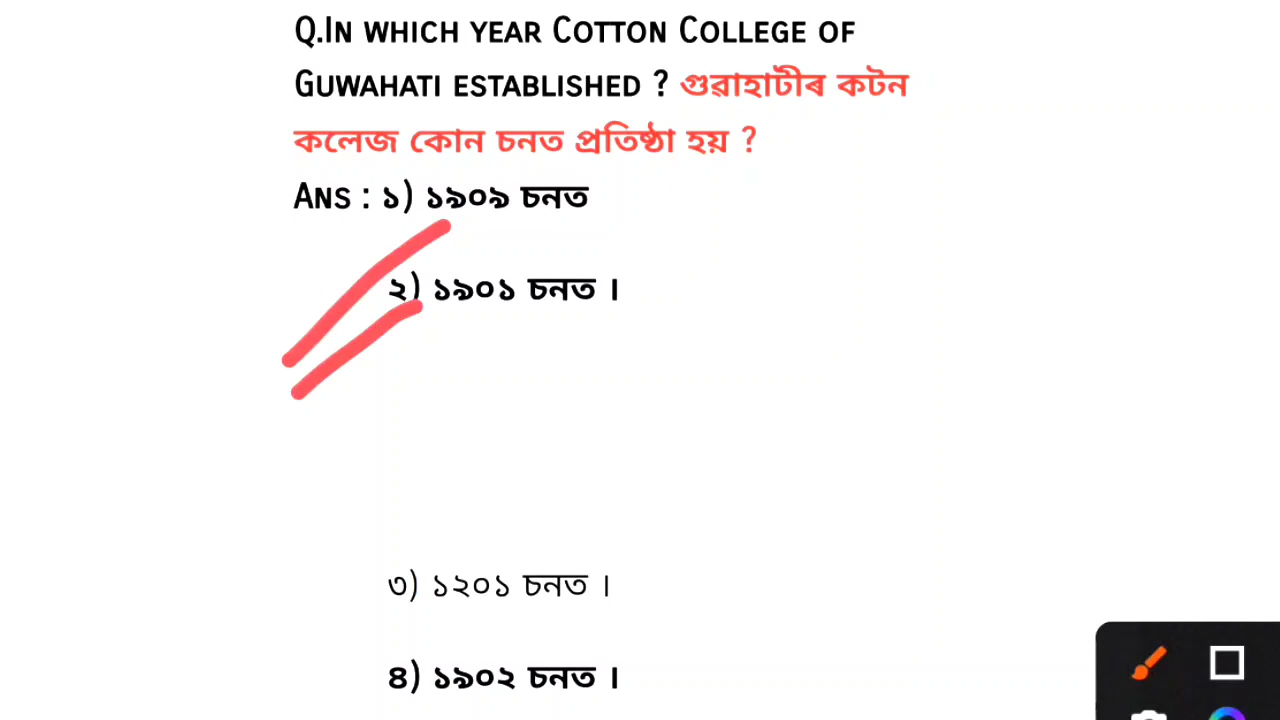 Q.In which year Cotton College of
Guwahati established ? গুৱাহাটীৰ কটন
কলেজ কোন চনত প্ৰতিষ্ঠা হয় ?
Ans : ১) ১৯০৯ চনত
২) ১৯০১ চনত ।
৩) ১২০১ চনত ।
৪) ১৯০২ চনত ।